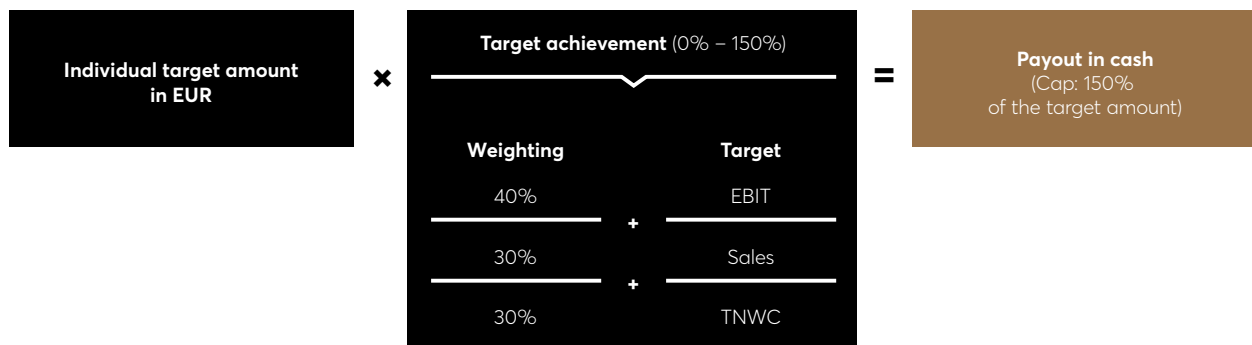 Individual target amount
in EUR
×
Target achievement (0% – 150%)
=
Payout in cash
(Cap: 150%
of the target amount)
Weighting Target
40% EBIT
+
30% Sales
+
30% TNWC